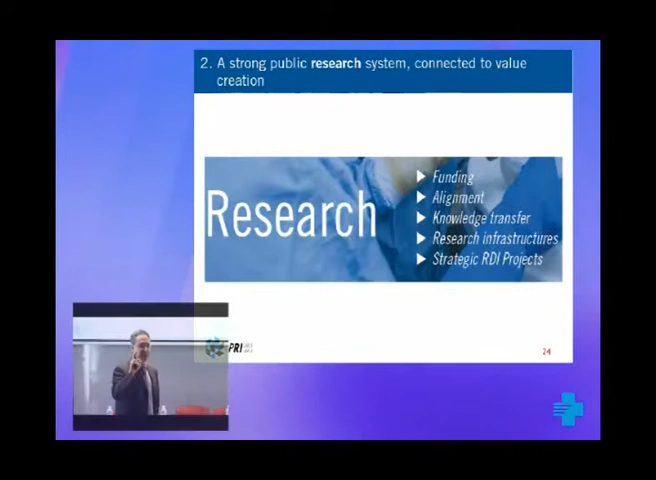 2. A strong public research system, connected to value
creation
Research
Funding
Alignment
Knowledge transfer
Research infrastructures
Strategic RDI Projects
PRI
24